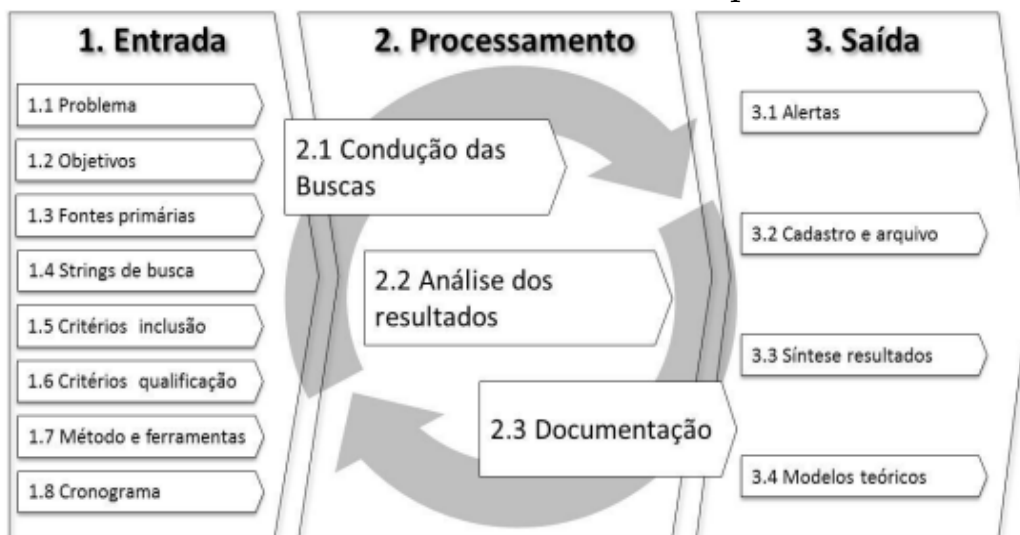 1. Entrada
1.1 Problema
1.2 Objetivos
1.3 Fontes primárias
1.4 Strings de busca
1.5 Critérios inclusão
1.6 Critérios qualificação
1.7 Método e ferramentas
1.8 Cronograma
2. Processamento
2.1 Condução das
Buscas
2.2 Análise dos
resultados
2.3 Documentação
3. Saída
3.1 Alertas
3.2 Cadastro e arquivo
3.3 Síntese resultados
3.4 Modelos teóricos